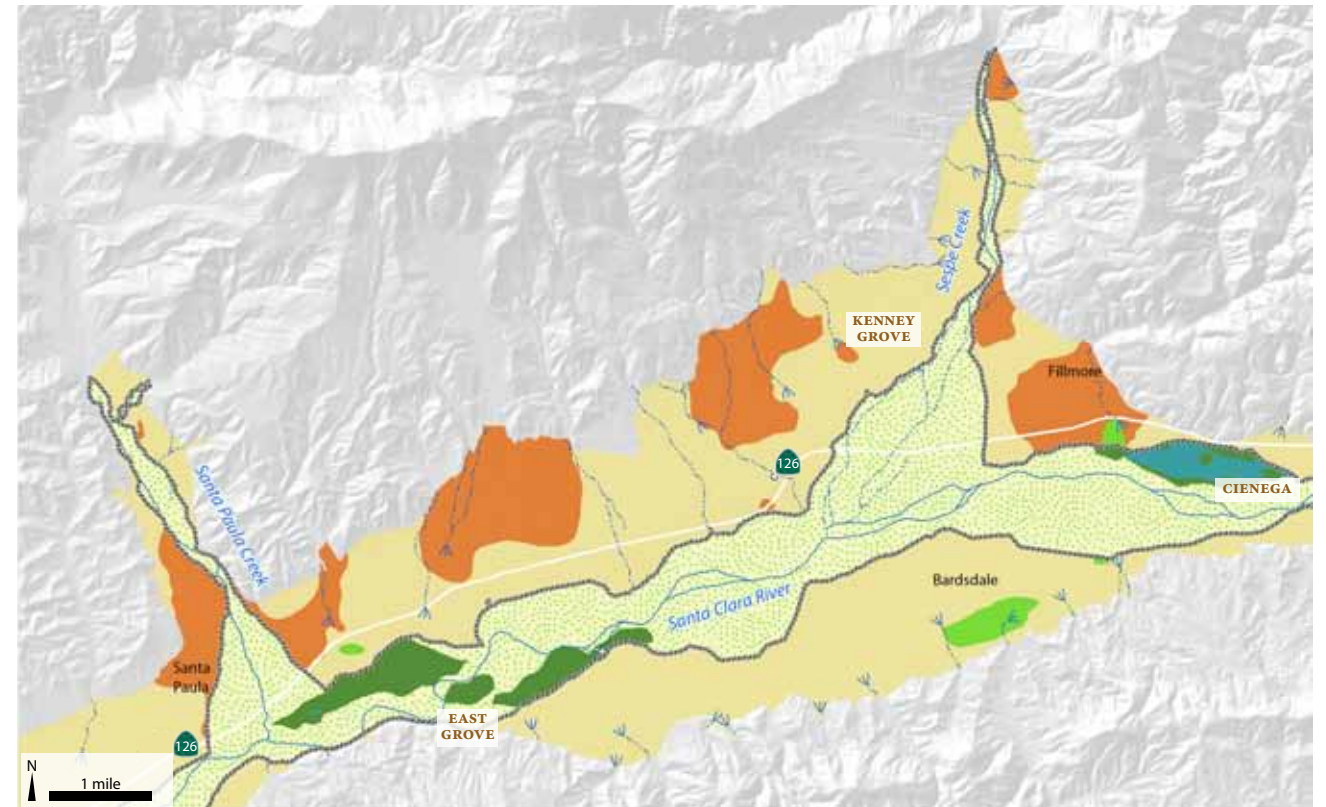 Sespe Creek
KENNEY
GROVE
Fillmore
126
CIENEGA
Santa Paula Creek
Bardsdale
Santa Clara River
Santa
Paula
EAST
GROVE
126
N
1 mile